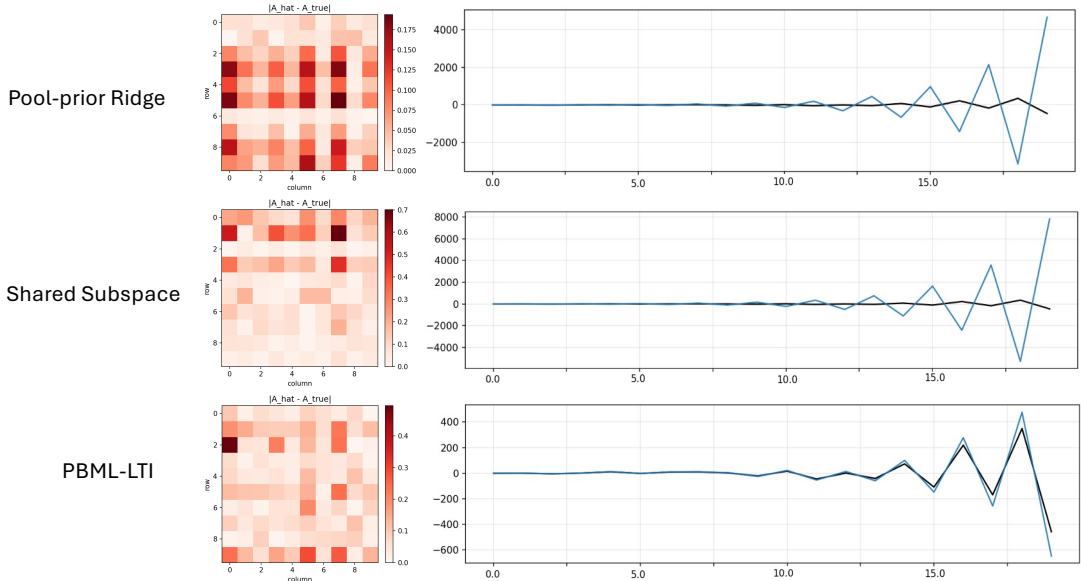 Pool-prior Ridge
|A_hat - A_true|
0
2
4
6
8
row
0 2 4 6 8
column
0.175
0.150
0.125
0.100
0.075
0.050
0.025
0.000
4000
2000
0
−2000
0.0 5.0 10.0 15.0
Shared Subspace
|A_hat - A_true|
0
2
4
6
8
row
0 2 4 6 8
column
0.7
0.6
0.5
0.4
0.3
0.2
0.1
0.0
8000
6000
4000
2000
0
−2000
−4000
0.0 5.0 10.0 15.0
PBML-LTI
|A_hat - A_true|
0
2
4
6
8
row
0 2 4 6 8
column
0.4
0.3
0.2
0.1
0.0
400
200
0
−200
−400
−600
0.0 5.0 10.0 15.0